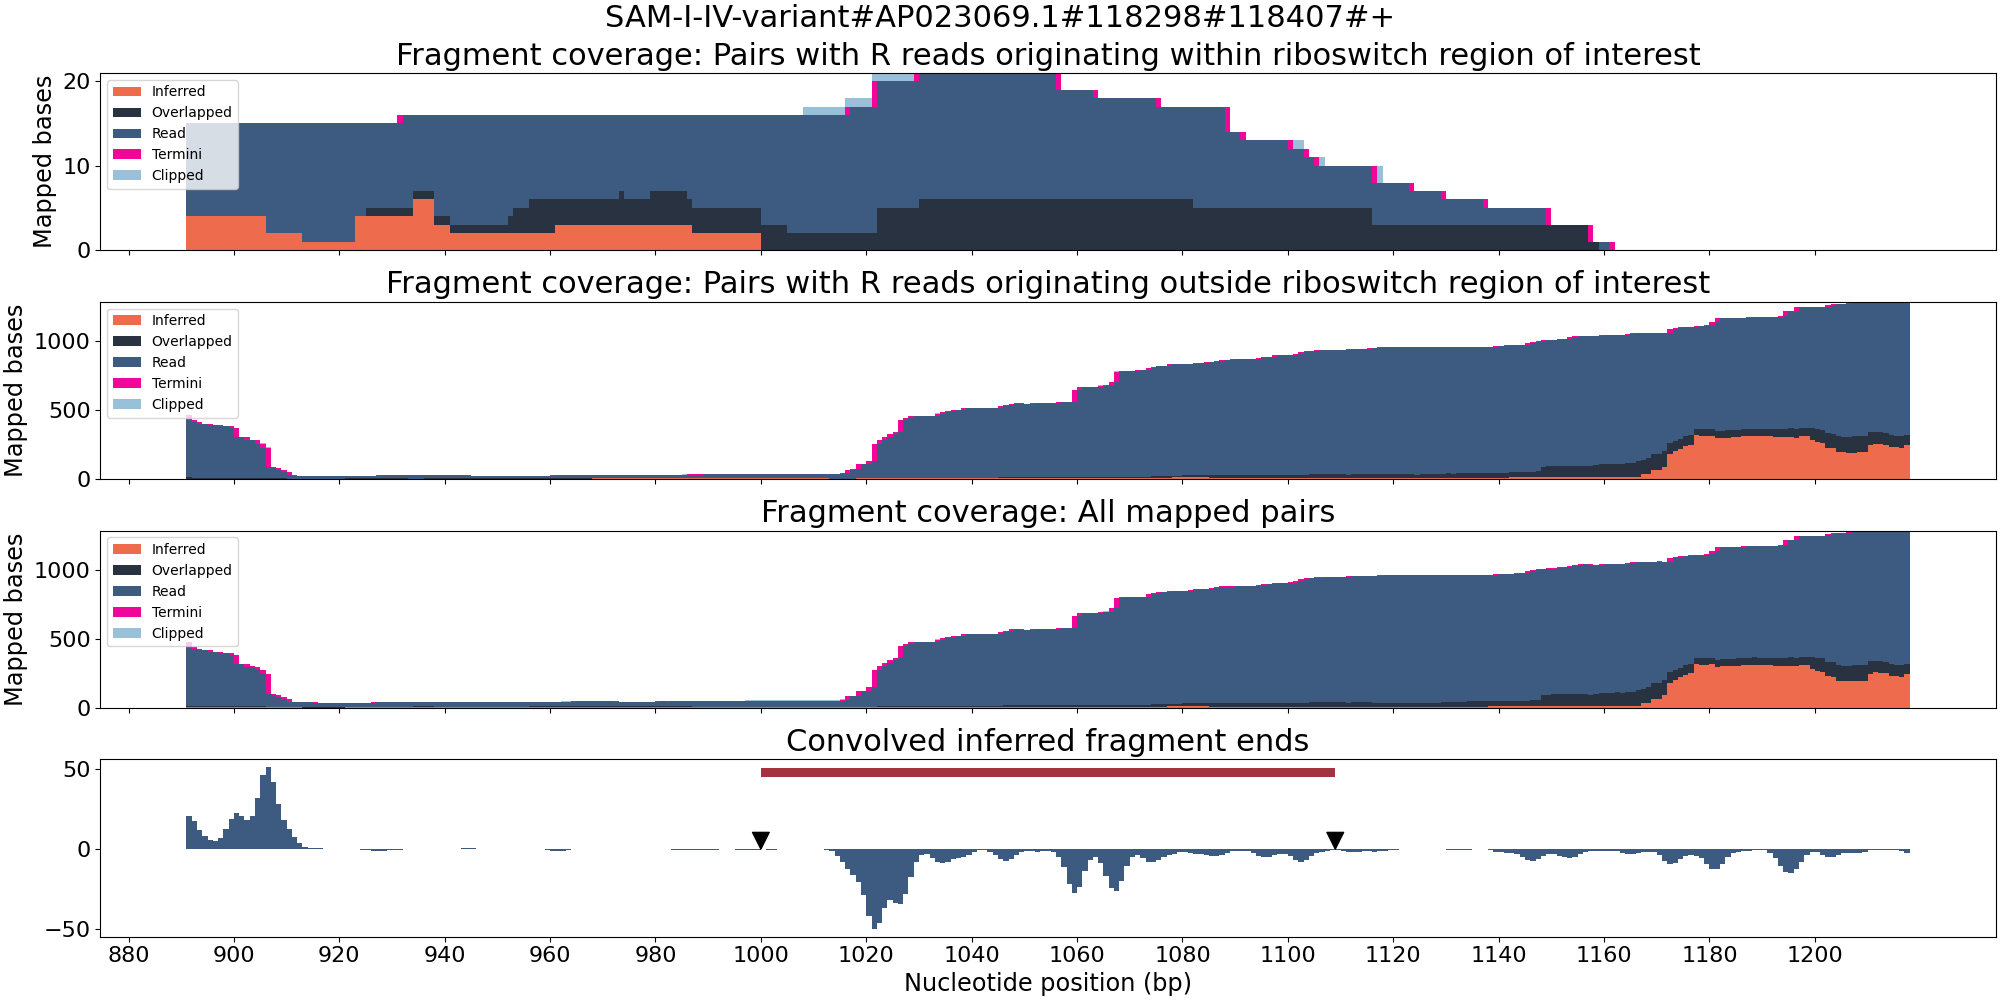 SAM-I-IV-variant#AP023069.1#118298#118407#+
Fragment coverage: Pairs with R reads originating within riboswitch region of interest
Mapped bases
20
10
0
Inferred
Overlapped
Read
Termini
Clipped
Fragment coverage: Pairs with R reads originating outside riboswitch region of interest
Mapped bases
1000
500
0
Inferred
Overlapped
Read
Termini
Clipped
Fragment coverage: All mapped pairs
Mapped bases
1000
500
0
Inferred
Overlapped
Read
Termini
Clipped
Convolved inferred fragment ends
50
0
−50
880 900 920 940 960 980 1000 1020 1040 1060 1080 1100 1120 1140 1160 1180 1200
Nucleotide position (bp)